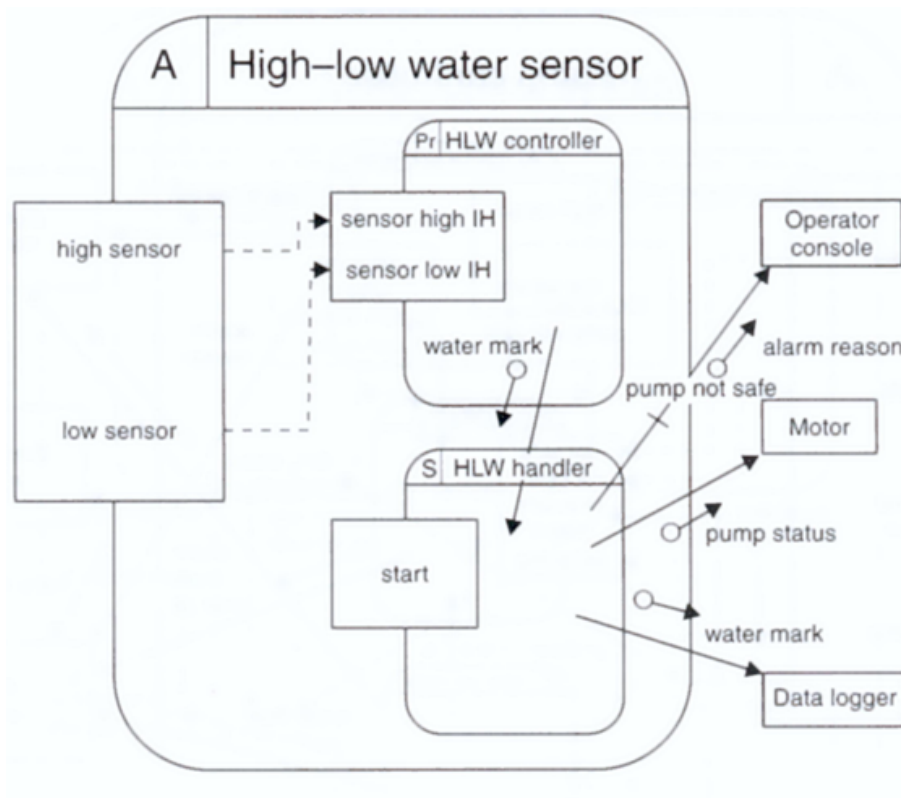 A
High–low water sensor
Pr
HLW controller
sensor high IH
sensor low IH
high sensor
low sensor
water mark
Operator
console
alarm reason
pump not safe
Motor
S
HLW handler
pump status
start
water mark
Data logger